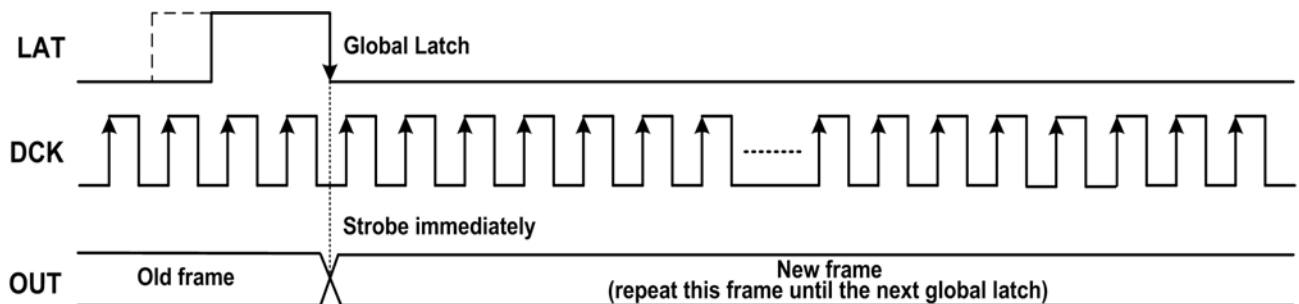 LAT
Global Latch
DCK
Strobe immediately
OUT
Old frame
New frame
(repeat this frame until the next global latch)